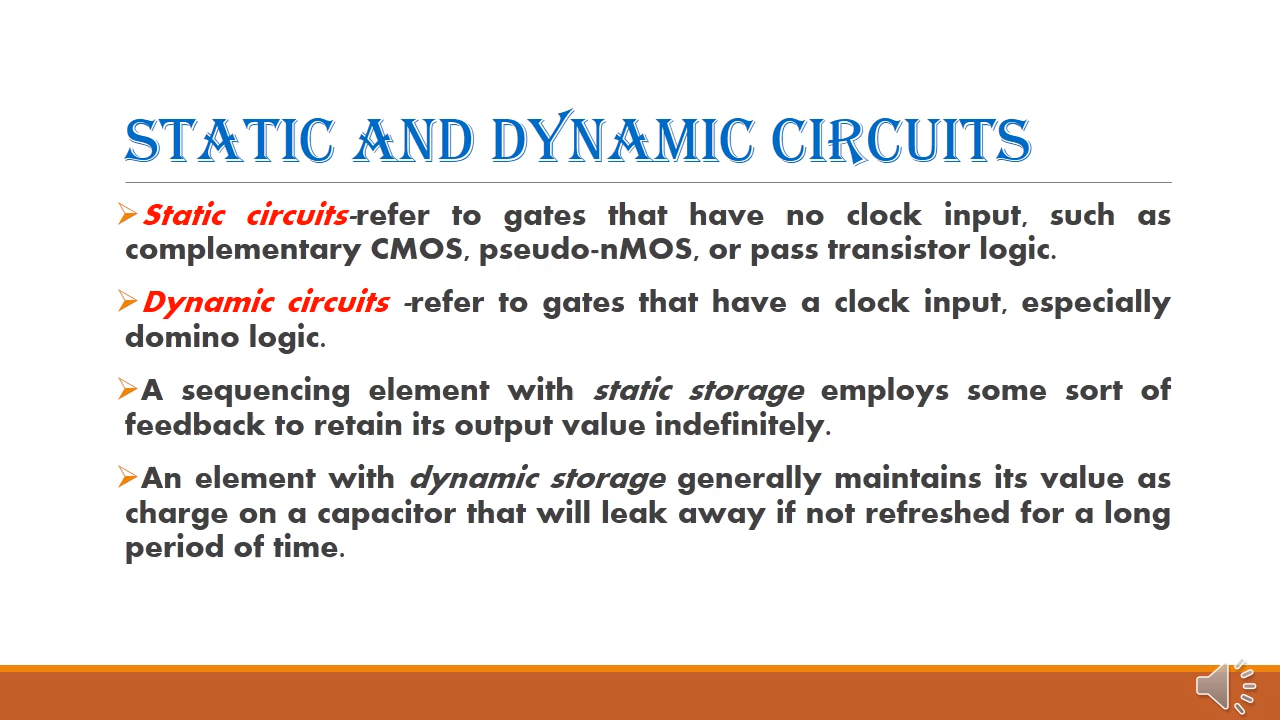 STATIC AND DYNAMIC CIRCUITS
Static circuits-refer to gates that have no clock input, such as
complementary CMOS, pseudo-nMOS, or pass transistor logic.
Dynamic circuits -refer to gates that have a clock input, especially
domino logic.
A sequencing element with static storage employs some sort of
feedback to retain its output value indefinitely.
An element with dynamic storage generally maintains its value as
charge on a capacitor that will leak away if not refreshed for a long
period of time.